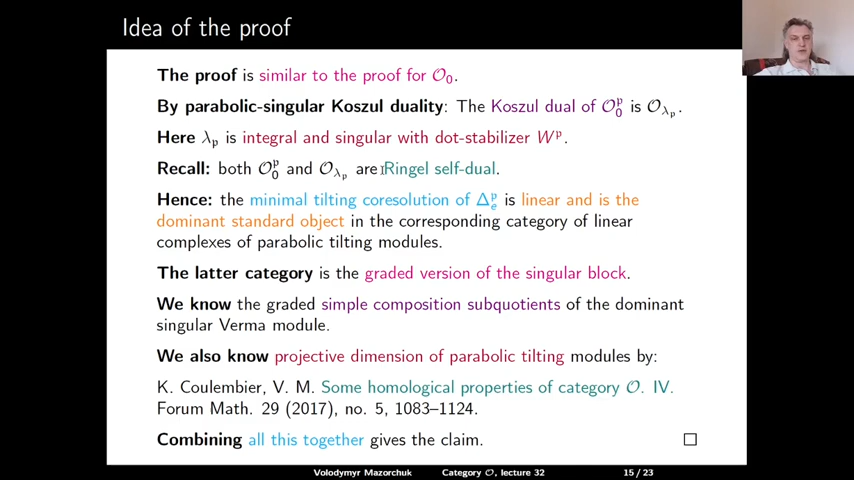 Idea of the proof
The proof is similar to the proof for 𝒪₀.
By parabolic-singular Koszul duality: The Koszul dual of 𝒪₀^𝔭 is 𝒪_{λ_𝔭}.
Here λ_𝔭 is integral and singular with dot-stabilizer W^𝔭.
Recall: both 𝒪₀^𝔭 and 𝒪_{λ_𝔭} are Ringel self-dual.
Hence: the minimal tilting coresolution of Δ_e^𝔭 is linear and is the
dominant standard object in the corresponding category of linear
complexes of parabolic tilting modules.
The latter category is the graded version of the singular block.
We know the graded simple composition subquotients of the dominant
singular Verma module.
We also know projective dimension of parabolic tilting modules by:
K. Coulembier, V. M. Some homological properties of category 𝒪. IV.
Forum Math. 29 (2017), no. 5, 1083–1124.
Combining all this together gives the claim. □
Volodymyr Mazorchuk Category 𝒪, lecture 32 15 / 23